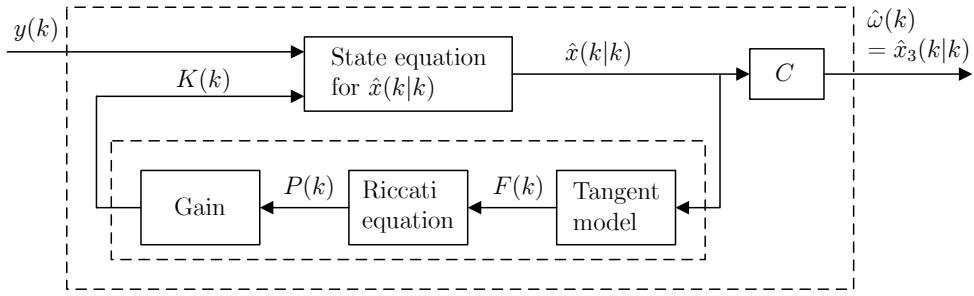 y(k)
K(k)
State equation
for x̂(k|k)
x̂(k|k)
C
ω̂(k)
= x̂₃(k|k)
Gain
P(k)
Riccati
equation
F(k)
Tangent
model